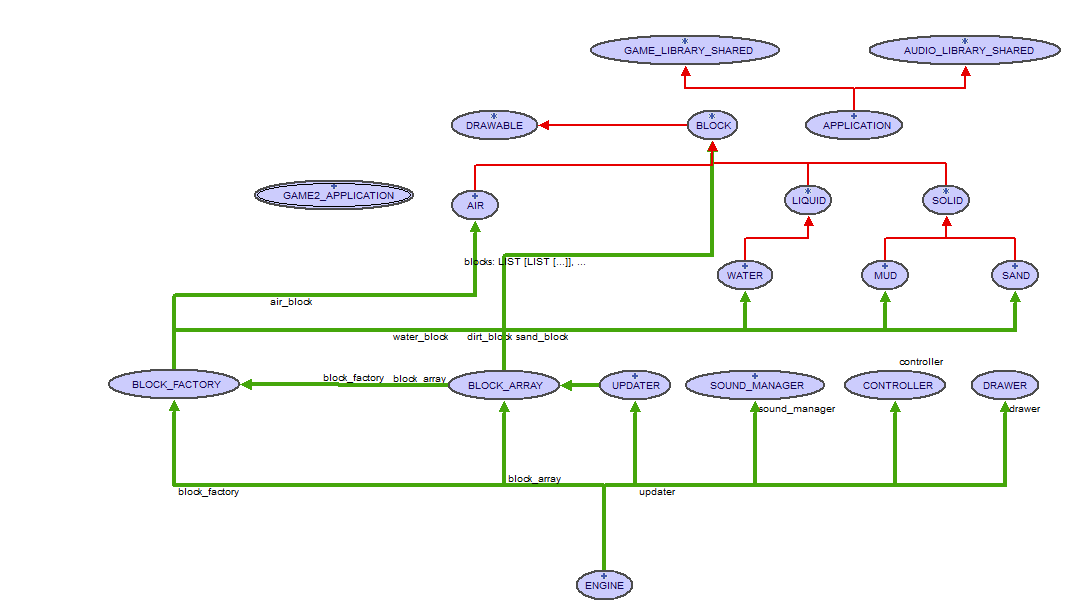 *
GAME_LIBRARY_SHARED
*
AUDIO_LIBRARY_SHARED
*
DRAWABLE
*
BLOCK
+
APPLICATION
+
GAME2_APPLICATION
+
AIR
*
LIQUID
*
SOLID
blocks: LIST [LIST [...]], ...
+
WATER
+
MUD
+
SAND
air_block
water_block
dirt_block
sand_block
controller
BLOCK_FACTORY
block_factory
block_array
BLOCK_ARRAY
+
UPDATER
+
SOUND_MANAGER
CONTROLLER
DRAWER
sound_manager
drawer
block_factory
block_array
updater
+
ENGINE